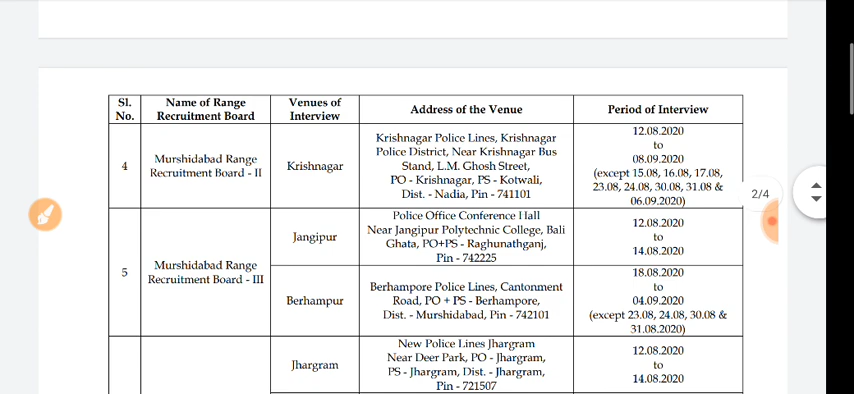 Sl. No.
Name of Range Recruitment Board
Venues of Interview
Address of the Venue
Period of Interview
4
Murshidabad Range
Recruitment Board - II
Krishnagar
Krishnagar Police Lines, Krishnagar
Police District, Near Krishnagar Bus
Stand, L.M. Ghosh Street,
PO - Krishnagar, PS - Kotwali,
Dist. - Nadia, Pin - 741101
12.08.2020
to
08.09.2020
(except 15.08, 16.08, 17.08,
23.08, 24.08, 30.08, 31.08 &
06.09.2020)
2/4
5
Murshidabad Range
Recruitment Board - III
Jangipur
Police Office Conference Hall
Near Jangipur Polytechnic College, Bali
Ghata, PO+PS - Raghunathganj,
Pin - 742225
12.08.2020
to
14.08.2020
Berhampur
Berhampore Police Lines, Cantonment
Road, PO + PS - Berhampore,
Dist. - Murshidabad, Pin - 742101
18.08.2020
to
04.09.2020
(except 23.08, 24.08, 30.08 &
31.08.2020)
Jhargram
New Police Lines Jhargram
Near Deer Park, PO - Jhargram,
PS - Jhargram, Dist. - Jhargram,
Pin - 721507
12.08.2020
to
14.08.2020